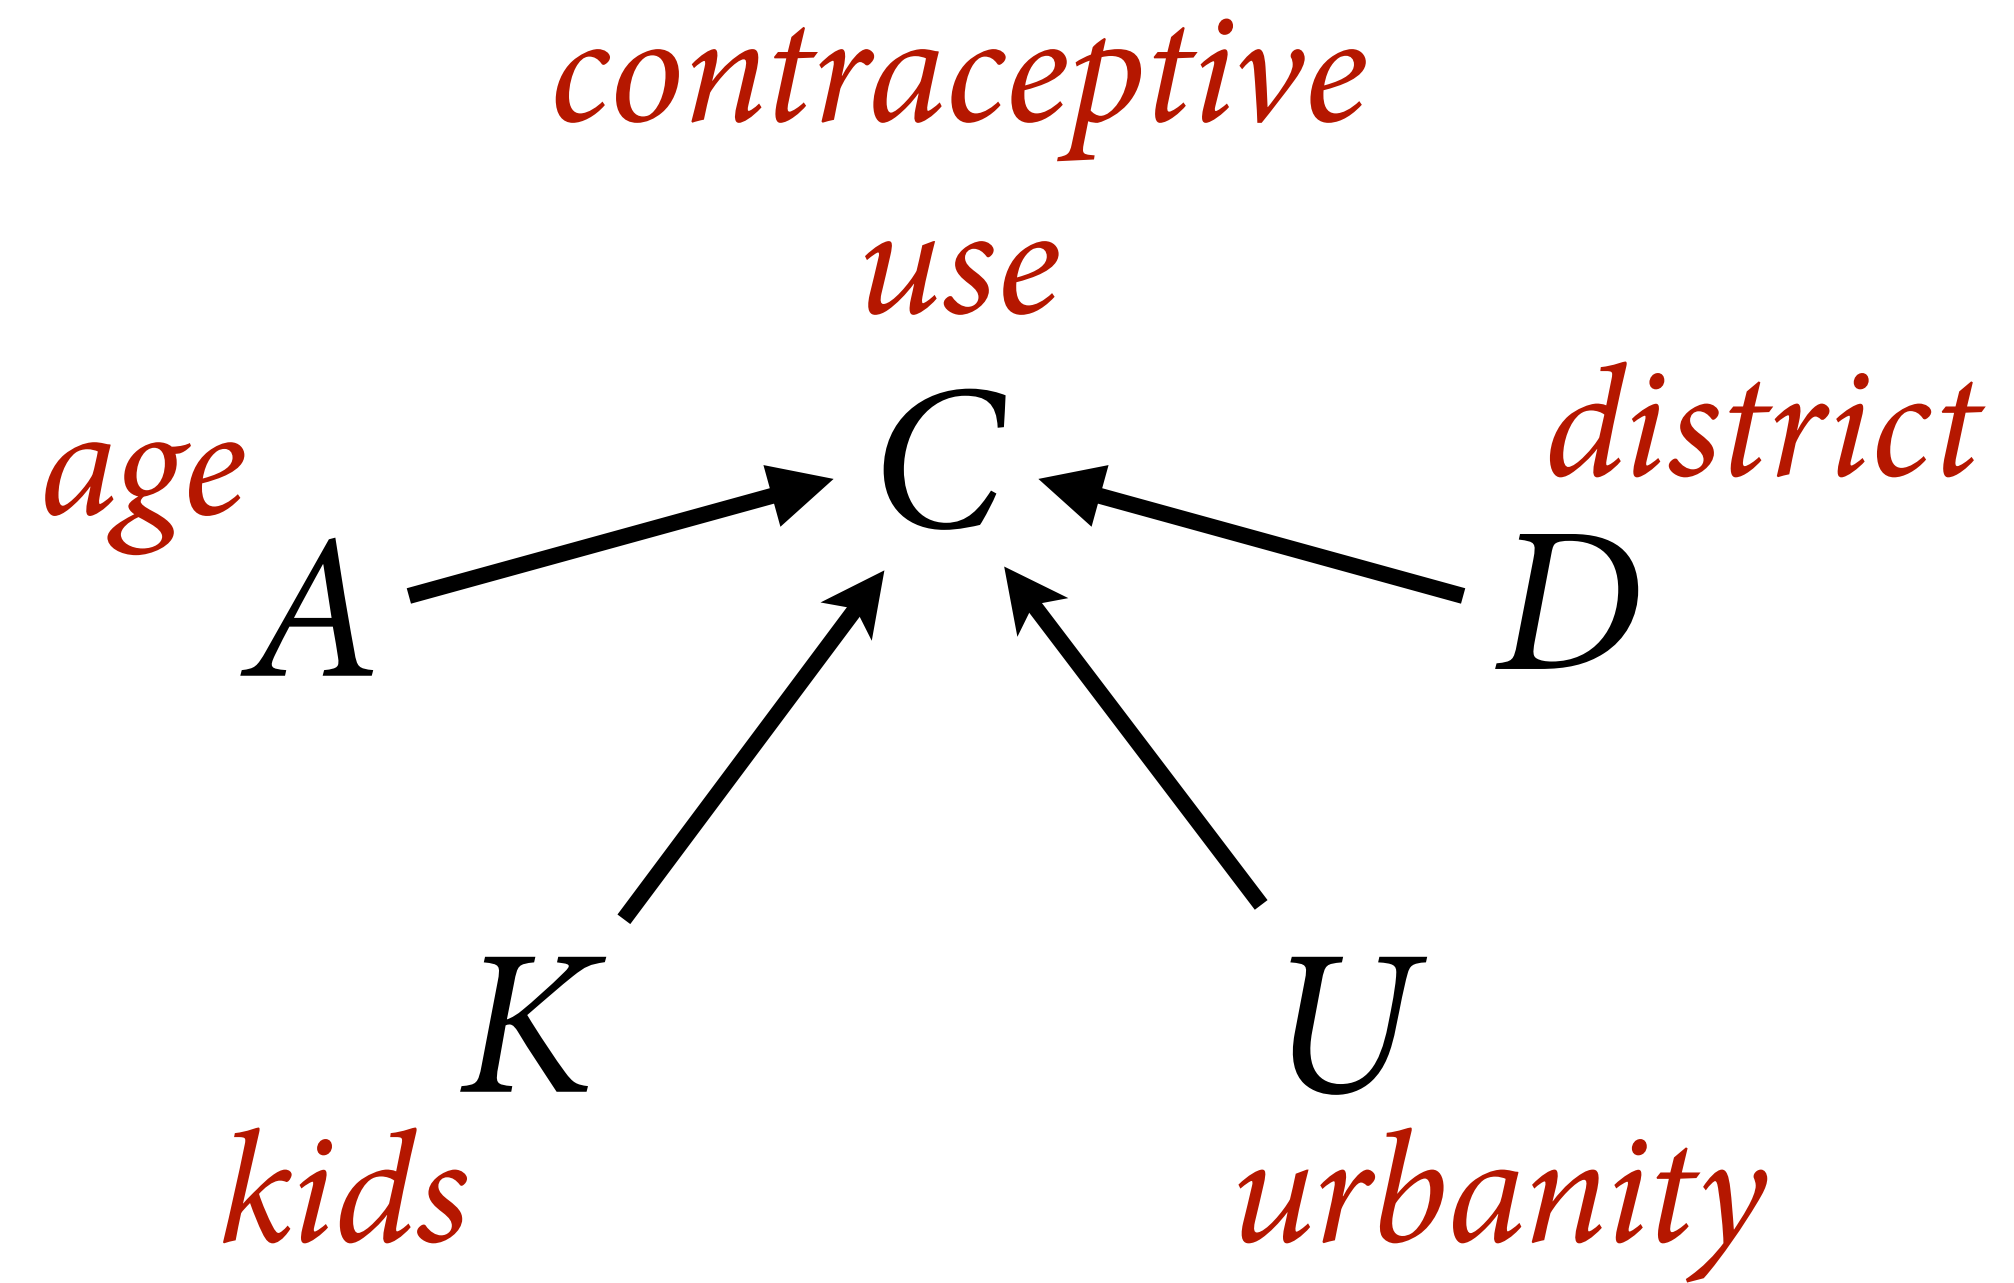 contraceptive
use
C
age
A
district
D
K
kids
U
urbanity